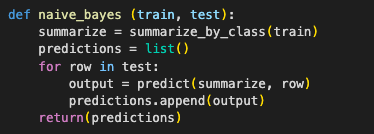 def naive_bayes (train, test):
    summarize = summarize_by_class(train)
    predictions = list()
    for row in test:
        output = predict(summarize, row)
        predictions.append(output)
    return(predictions)